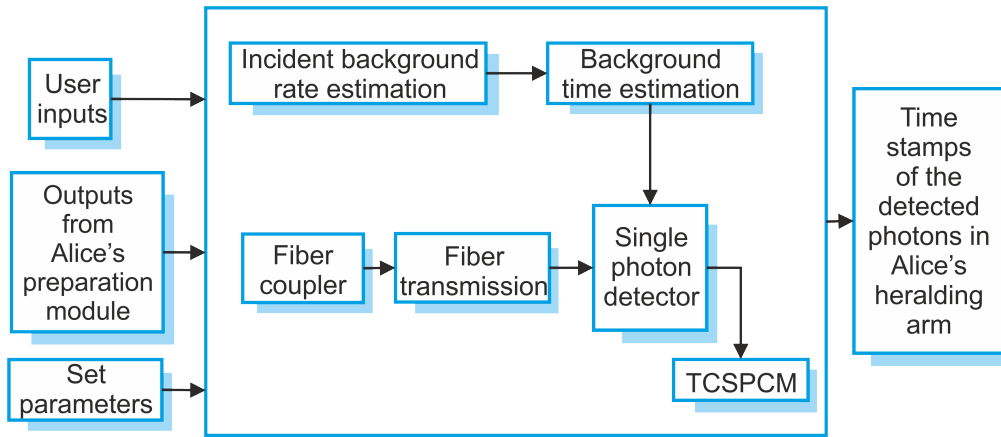 User
inputs
Outputs
from
Alice's
preparation
module
Set
parameters
Incident background
rate estimation
Background
time estimation
Fiber
coupler
Fiber
transmission
Single
photon
detector
TCSPCM
Time
stamps
of the
detected
photons in
Alice's
heralding
arm